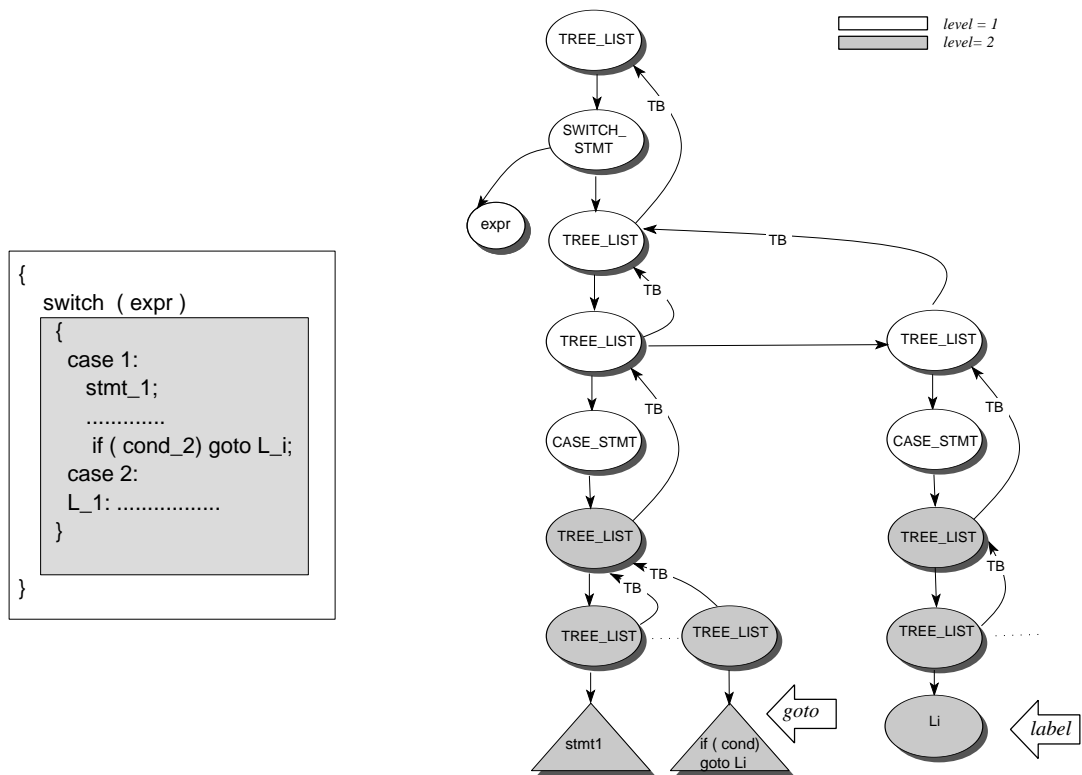 {
switch ( expr )
{
case 1:
stmt_1;
.............
if ( cond_2) goto L_i;
case 2:
L_1: .................
}
}
level = 1
level= 2
TREE_LIST
TB
SWITCH_
STMT
expr
TREE_LIST
TB
TB
TREE_LIST
TREE_LIST
TB
TB
CASE_STMT
CASE_STMT
TREE_LIST
TREE_LIST
TB
TB
TB
TREE_LIST
TREE_LIST
TREE_LIST
goto
stmt1
if ( cond)
goto Li
Li
label